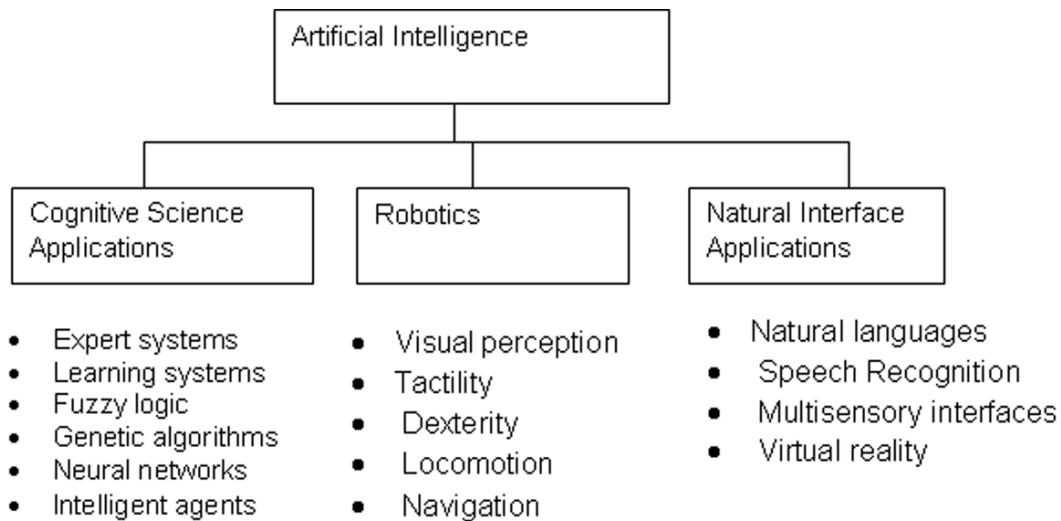 Artificial Intelligence
Cognitive Science
Applications
Robotics
Natural Interface
Applications
• Expert systems
• Learning systems
• Fuzzy logic
• Genetic algorithms
• Neural networks
• Intelligent agents
• Visual perception
• Tactility
• Dexterity
• Locomotion
• Navigation
• Natural languages
• Speech Recognition
• Multisensory interfaces
• Virtual reality